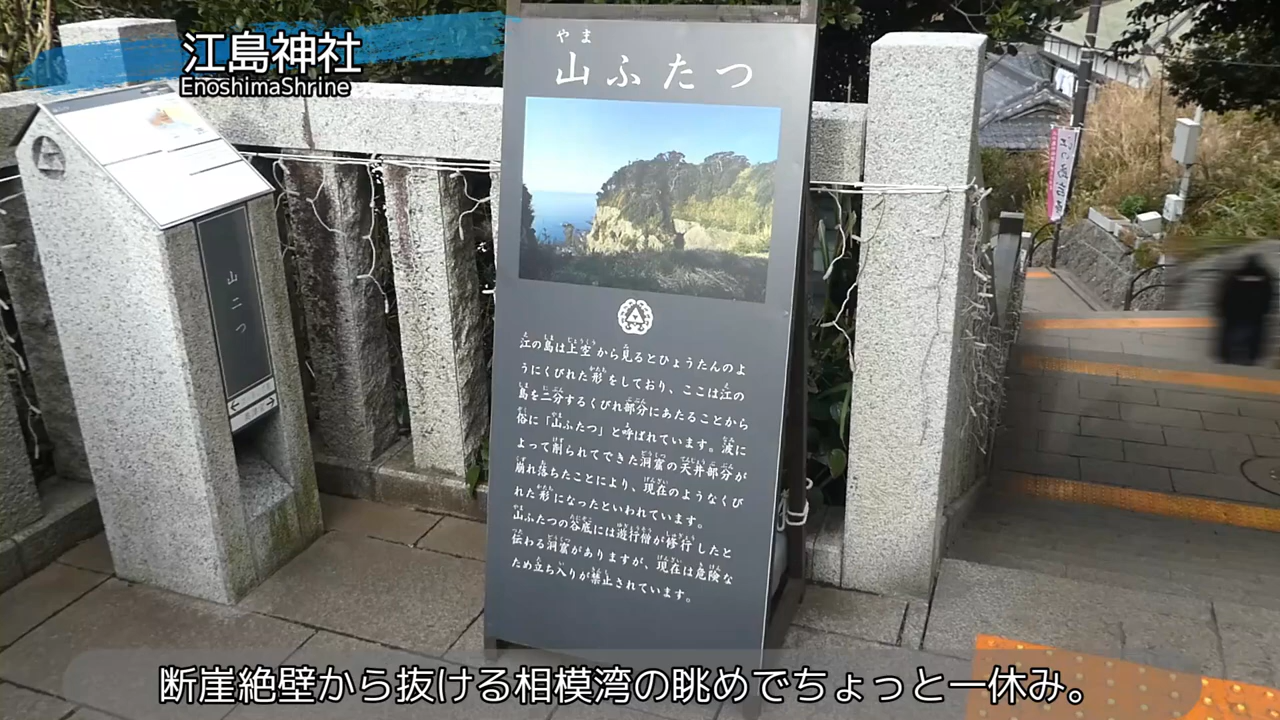 江島神社
EnoshimaShrine
やま
山ふたつ
山二つ
江の島は上空から見るとひょうたんのよ
うにくびれた形をしており、ここは江の
島を二分するくびれ部分にあたることから
俗に「山ふたつ」と呼ばれています。波に
よって削られてできた洞窟の天井部分が
崩れ落ちたことにより、現在のようなくび
れた形になったといわれています。
山ふたつの谷底には遊行僧が修行したと
伝わる洞窟がありますが、現在は危険な
ため立ち入りが禁止されています。
断崖絶壁から抜ける相模湾の眺めでちょっと一休み。